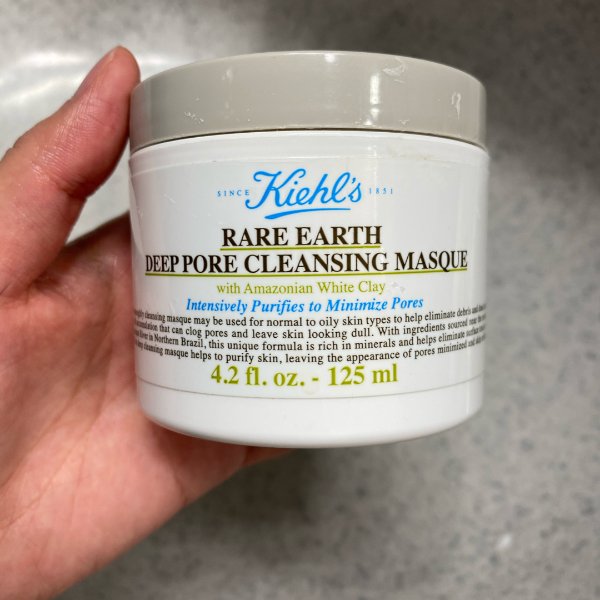 SINCE Kiehl's 1851
RARE EARTH
DEEP PORE CLEANSING MASQUE
with Amazonian White Clay
Intensively Purifies to Minimize Pores
cleansing masque may be used for normal to oily skin types to help eliminate debris and
that can clog pores and leave skin looking dull. With ingredients sourced
River in Northern Brazil, this unique formula is rich in minerals and helps eliminate surface
cleansing masque helps to purify skin, leaving the appearance of pores minimized and
4.2 fl. oz. - 125 ml